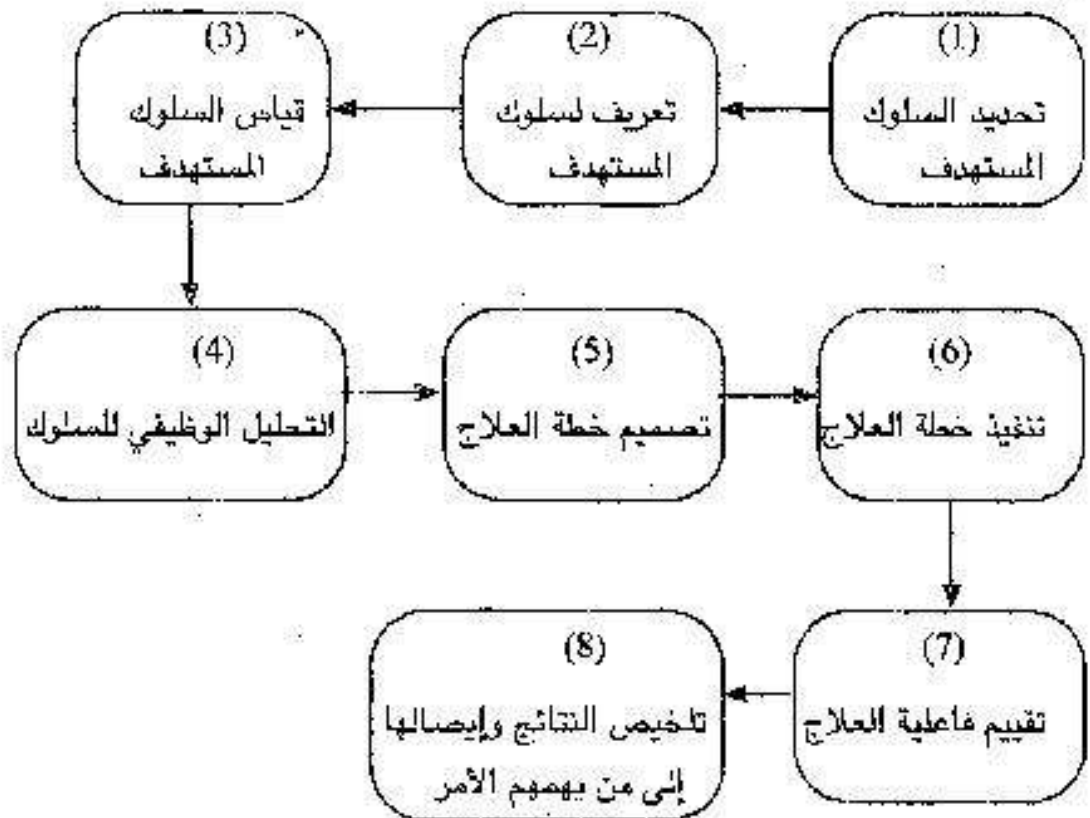 (1)
تحديد السلوك
المستهدف
(2)
تعريف لسلوك
المستهدف
(3)
قياس السلوك
المستهدف
(4)
التحليل الوظيفي للسلوك
(5)
تصميم خطة العلاج
(6)
تنفيذ خطة العلاج
(7)
تقييم فاعلية العلاج
(8)
تلخيص النتائج وإيصالها
إلى من يهمهم الأمر